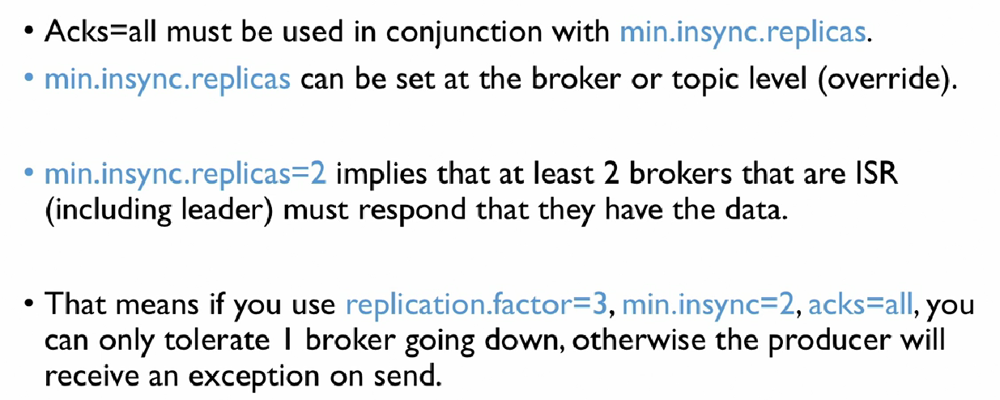 • Acks=all must be used in conjunction with min.insync.replicas.
• min.insync.replicas can be set at the broker or topic level (override).
• min.insync.replicas=2 implies that at least 2 brokers that are ISR
(including leader) must respond that they have the data.
• That means if you use replication.factor=3, min.insync=2, acks=all, you
can only tolerate 1 broker going down, otherwise the producer will
receive an exception on send.